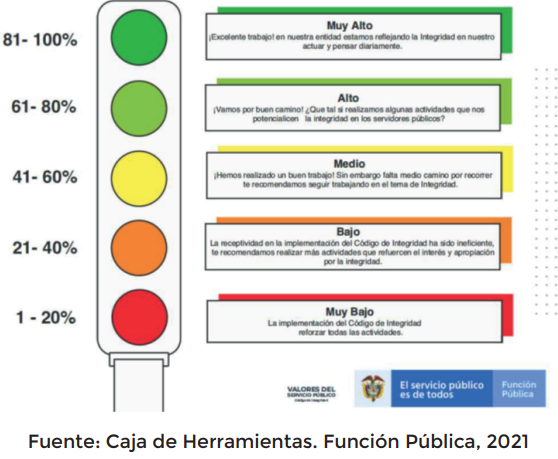 81- 100%
Muy Alto
¡Excelente trabajo! en nuestra entidad estamos reflejando la Integridad en nuestro
actuar y pensar diariamente.
61- 80%
Alto
¡Vamos por buen camino! ¿Que tal si realizamos algunas actividades que nos
potencialicen la integridad en los servidores públicos?
41- 60%
Medio
¡Hemos realizado un buen trabajo! Sin embargo falta medio camino por recorrer
te recomendamos seguir trabajando en el tema de Integridad.
21- 40%
Bajo
La receptividad en la implementación del Código de Integridad ha sido ineficiente,
te recomendamos realizar más actividades que refuercen el interés y apropiación
por la integridad.
1 - 20%
Muy Bajo
La implementación del Código de Integridad
reforzar todas las actividades.
VALORES DEL
SERVICIO PÚBLICO
Código de Integridad
El servicio público
es de todos
Función
Pública
Fuente: Caja de Herramientas. Función Pública, 2021